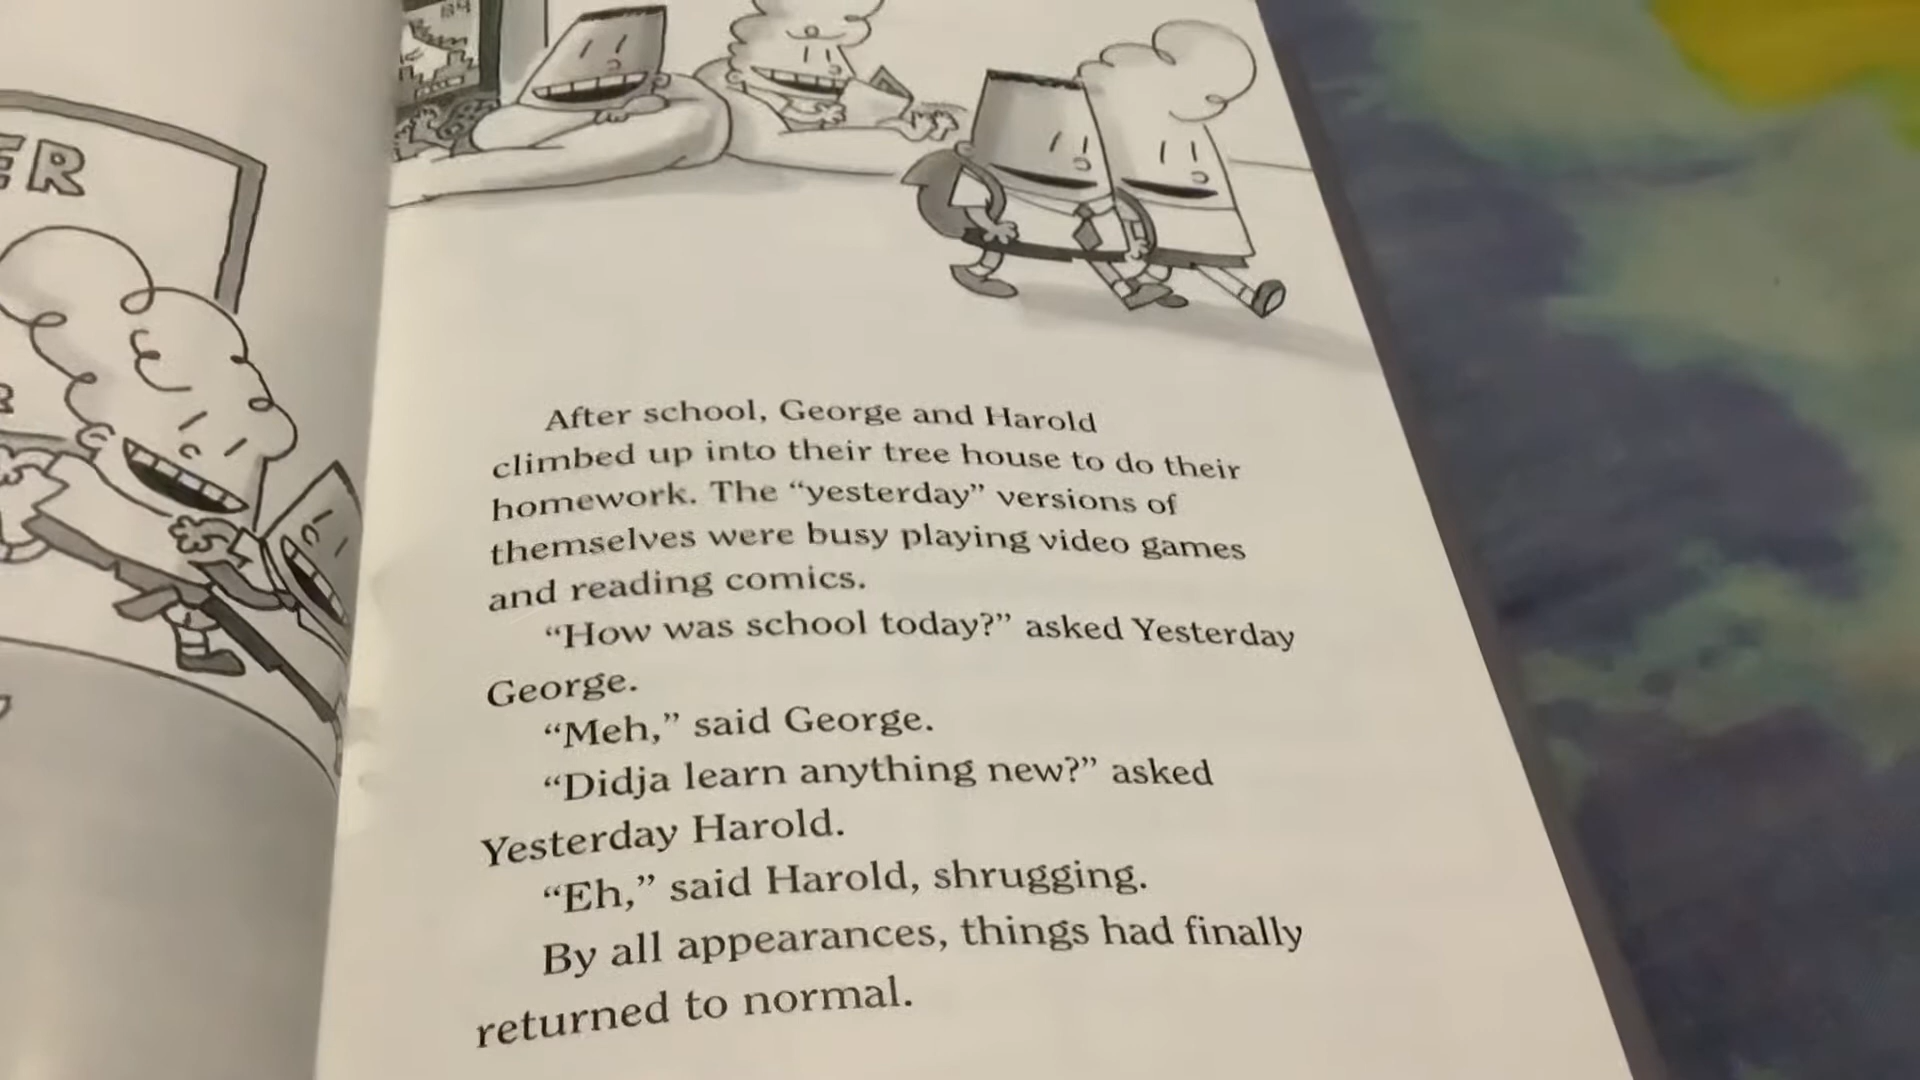 After school, George and Harold
climbed up into their tree house to do their
homework. The “yesterday” versions of
themselves were busy playing video games
and reading comics.
“How was school today?” asked Yesterday
George.
“Meh,” said George.
“Didja learn anything new?” asked
Yesterday Harold.
“Eh,” said Harold, shrugging.
By all appearances, things had finally
returned to normal.